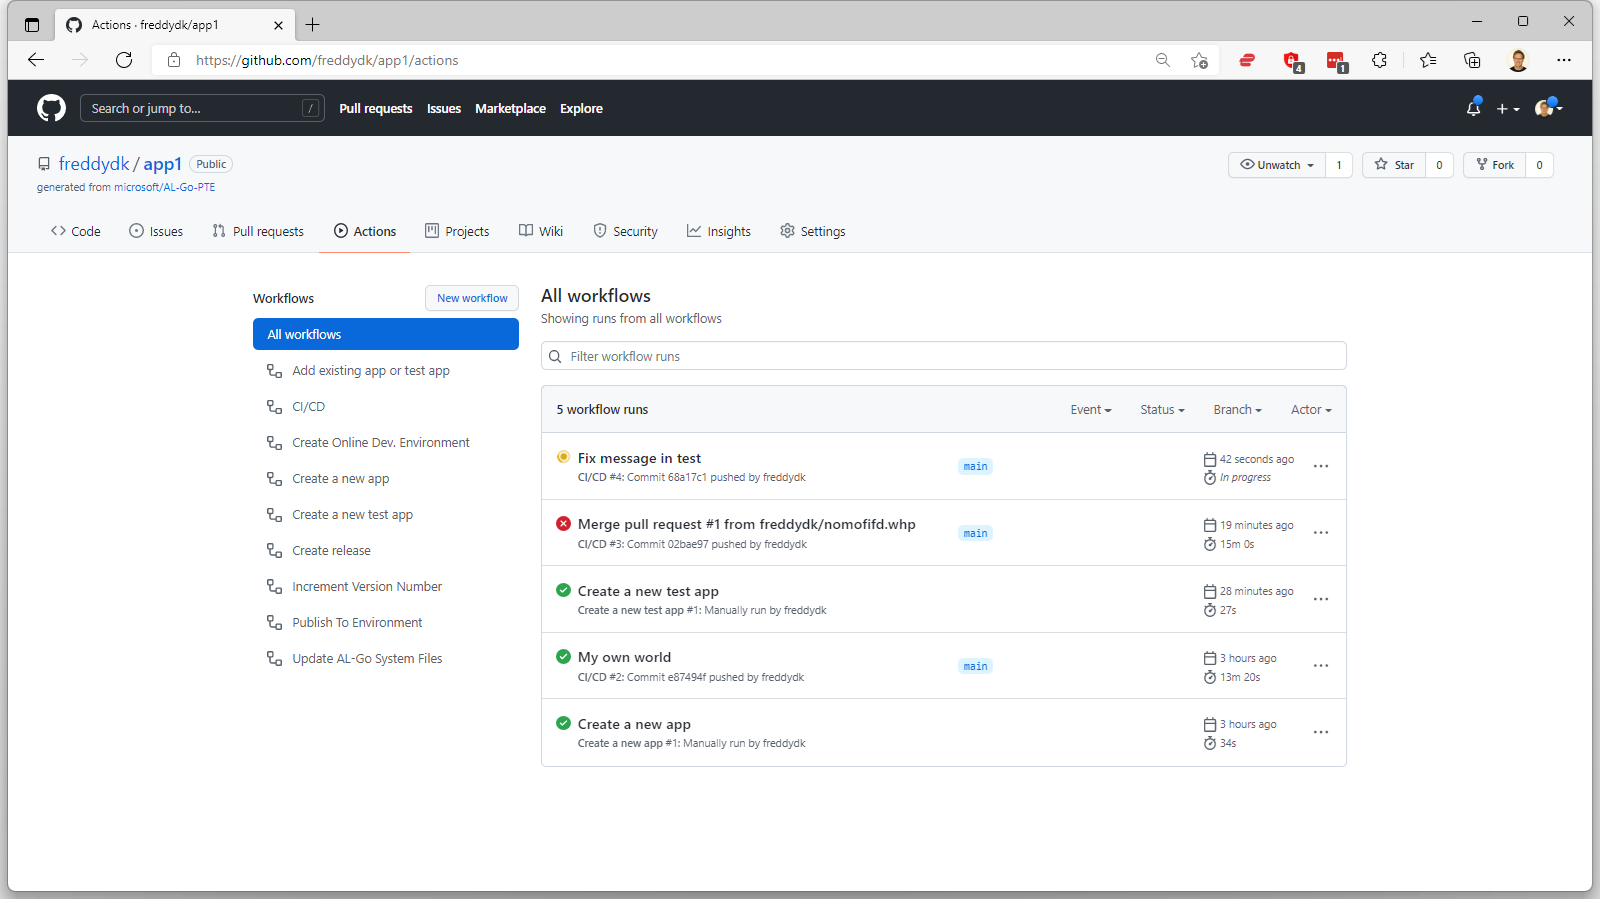 Actions · freddydk/app1
https://github.com/freddydk/app1/actions
4
1
Search or jump to...
/
Pull requests
Issues
Marketplace
Explore
freddydk / app1
Public
generated from microsoft/AL-Go-PTE
Unwatch
1
Star
0
Fork
0
Code
Issues
Pull requests
Actions
Projects
Wiki
Security
Insights
Settings
Workflows
New workflow
All workflows
Add existing app or test app
CI/CD
Create Online Dev. Environment
Create a new app
Create a new test app
Create release
Increment Version Number
Publish To Environment
Update AL-Go System Files
All workflows
Showing runs from all workflows
Filter workflow runs
5 workflow runs
Event
Status
Branch
Actor
Fix message in test
CI/CD #4: Commit 68a17c1 pushed by freddydk
main
42 seconds ago
In progress
Merge pull request #1 from freddydk/nomofifd.whp
CI/CD #3: Commit 02bae97 pushed by freddydk
main
19 minutes ago
15m 0s
Create a new test app
Create a new test app #1: Manually run by freddydk
28 minutes ago
27s
My own world
CI/CD #2: Commit e87494f pushed by freddydk
main
3 hours ago
13m 20s
Create a new app
Create a new app #1: Manually run by freddydk
3 hours ago
34s